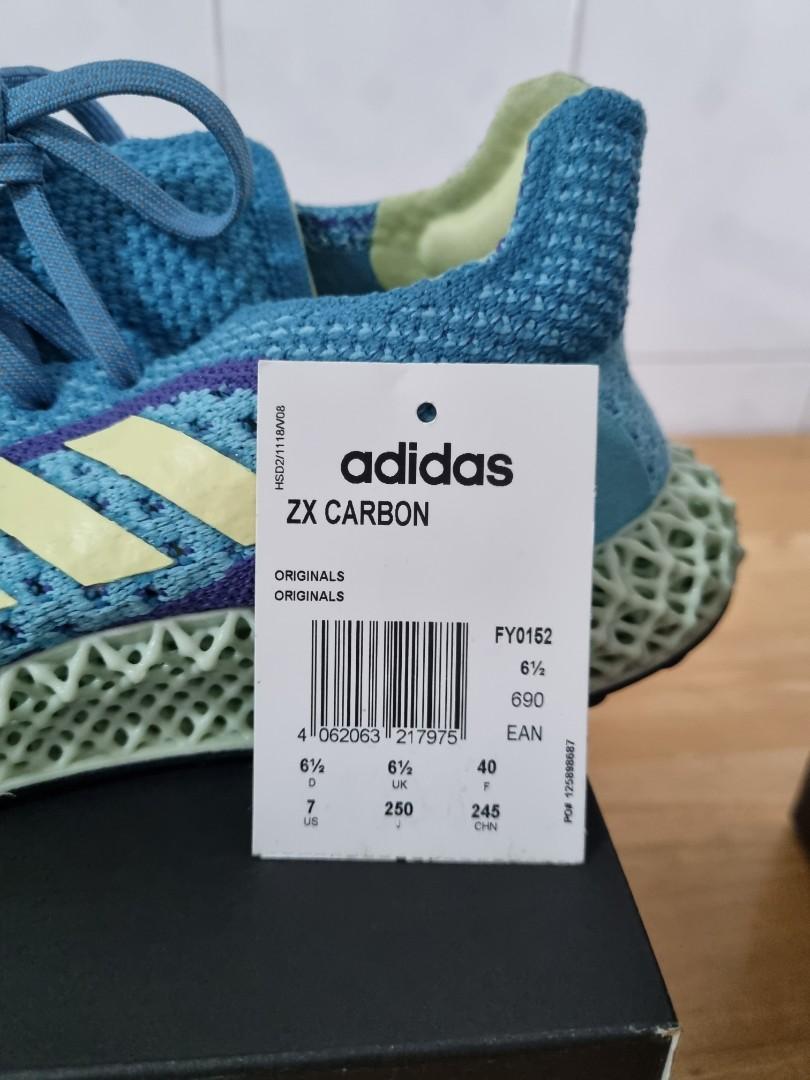 HSD2/1118/V08
adidas
ZX CARBON
ORIGINALS
ORIGINALS
FY0152
6½
690
EAN
4 062063 217975
6½ 6½ 40
D UK F
7 250 245
US J CHN
PO# 125898687